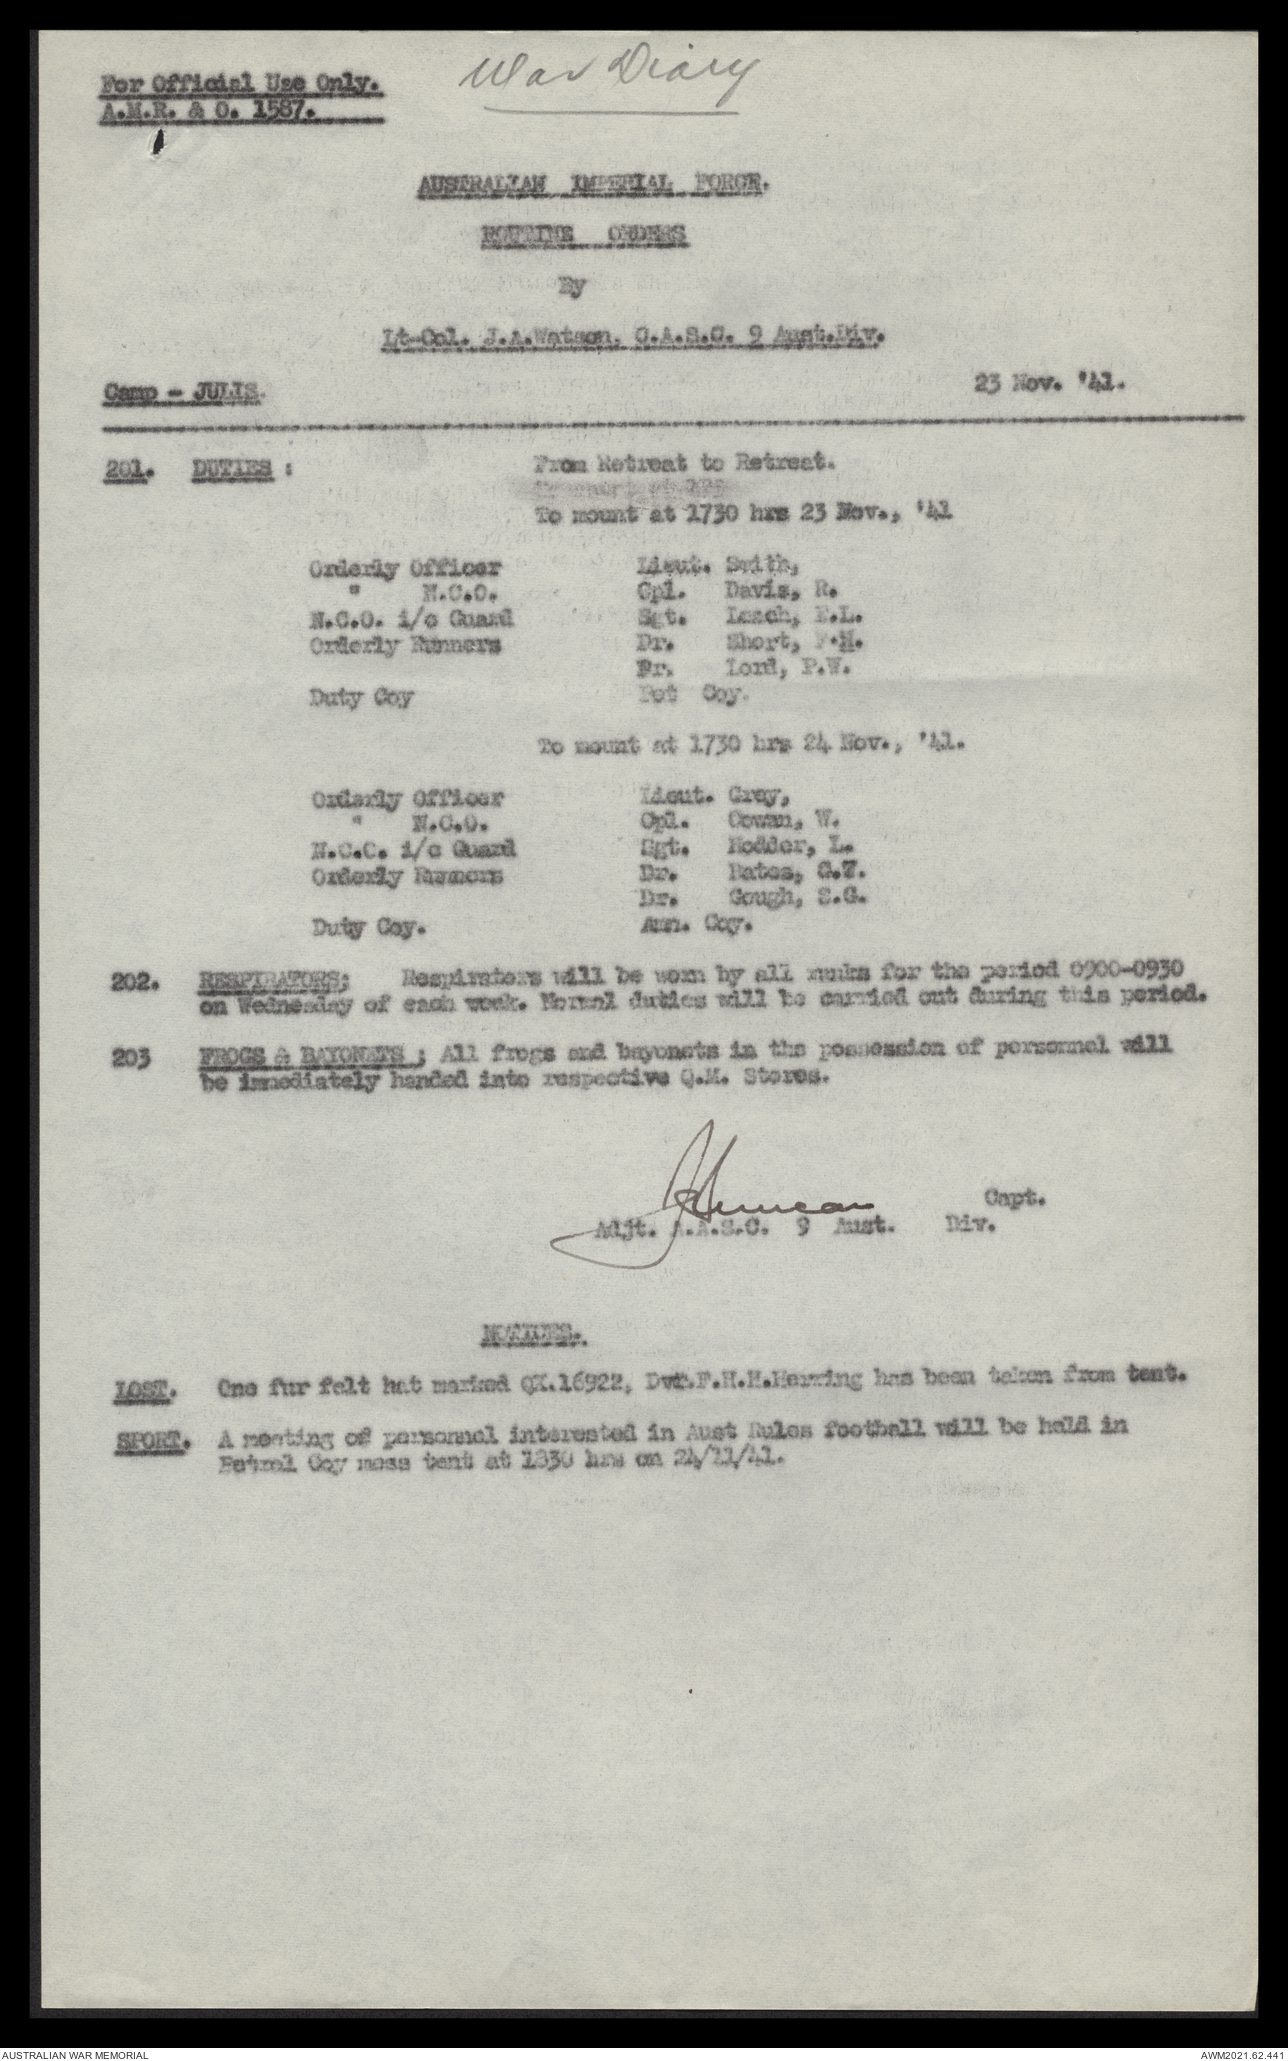 War Diary
For Official Use Only.
A.M.R. & O. 1587.
AUSTRALIAN IMPERIAL FORCE.
ROUTINE ORDERS
By
Lt-Col. J.A.Watson, C.A.S.C. 9 Aust.Div.
Camp - JULIS.
23 Nov. '41.
201. DUTIES : From Retreat to Retreat.
To mount at 1730 hrs 23 Nov., '41
Orderly Officer Lieut. Smith,
" N.C.O. Cpl. Davis, R.
N.C.O. i/c Guard Sgt. Leach, E.L.
Orderly Runners Dr. Short, F.H.
Dr. Lord, P.W.
Duty Coy Pet Coy.
To mount at 1730 hrs 24 Nov., '41.
Orderly Officer Lieut. Grey,
" N.C.O. Cpl. Cowan, W.
N.C.O. i/c Guard Sgt. Hodder, L.
Orderly Runners Dr. Bates,
Dr. Gough, S.G.
Duty Coy. Amn. Coy.
202. RESPIRATORS; Respirators will be worn by all ranks for the period 0900-0930
on Wednesday of each week. Normal duties will be carried out during this period.
203 FROGS & BAYONETS ; All frogs and bayonets in the possession of personnel will
be immediately handed into respective Q.M. Stores.
Capt.
Adjt. A.A.S.C. 9 Aust. Div.
NOTICES.
LOST. One fur felt hat marked QX.16922, Dvr.F.H.H.Herring has been taken from tent.
SPORT. A meeting of personnel interested in Aust Rules football will be held in
Petrol Coy mess tent at 1830 hrs on 24/11/41.
AUSTRALIAN WAR MEMORIAL
AWM2021.62.441